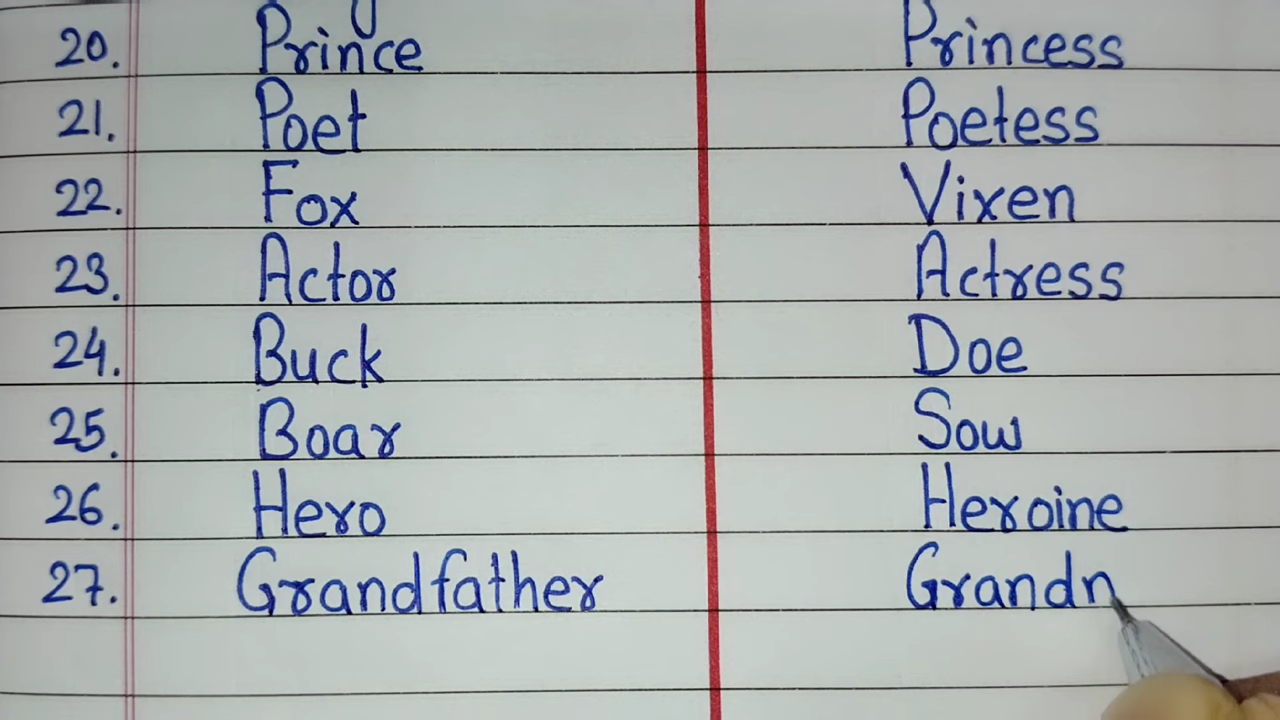 20. Prince Princess
21. Poet Poetess
22. Fox Vixen
23. Actor Actress
24. Buck Doe
25. Boar Sow
26. Hero Heroine
27. Grandfather Grandn